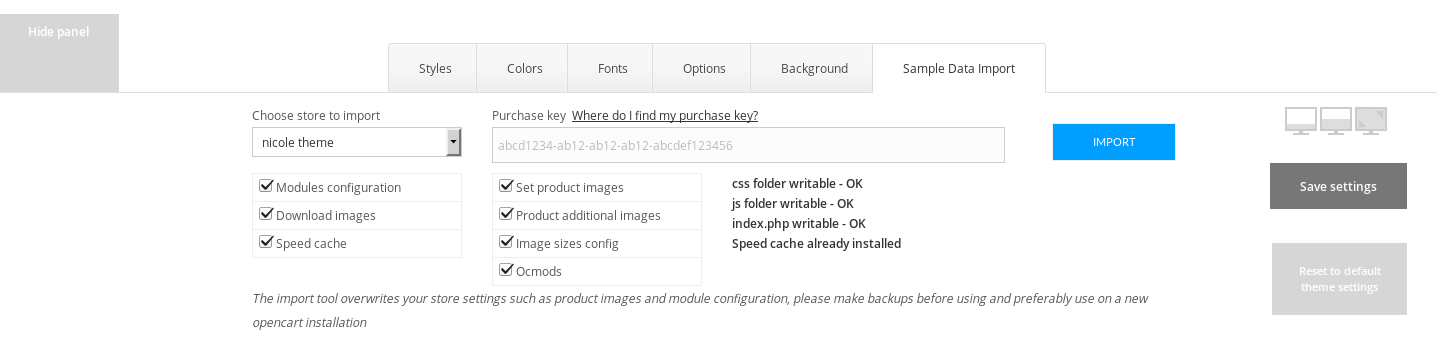 Hide panel
Styles
Colors
Fonts
Options
Background
Sample Data Import
Choose store to import
Purchase key Where do I find my purchase key?
nicole theme
abcd1234-ab12-ab12-ab12-abcdef123456
IMPORT
Modules configuration
Download images
Speed cache
Set product images
Product additional images
Image sizes config
Ocmods
css folder writable - OK
js folder writable - OK
index.php writable - OK
Speed cache already installed
Save settings
Reset to default
theme settings
The import tool overwrites your store settings such as product images and module configuration, please make backups before using and preferably use on a new
opencart installation